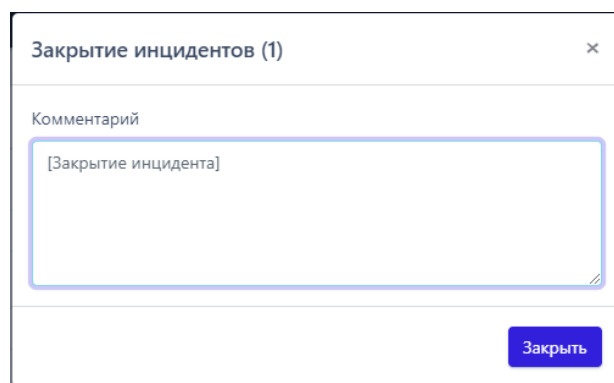 Закрытие инцидентов (1)
Комментарий
[Закрытие инцидента]
Закрыть